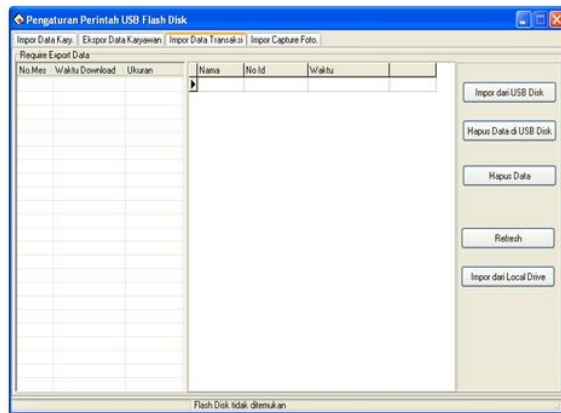 Pengaturan Perintah USB Flash Disk
Impor Data Kary. Ekspor Data Karyawan Impor Data Transaksi Impor Capture Foto.
Require Export Data
No.Mes Waktu Download Ukuran Nama No Id Waktu
Impor dari USB Disk
Hapus Data di USB Disk
Hapus Data
Refresh
Impor dari Local Drive
Flash Disk tidak ditemukan